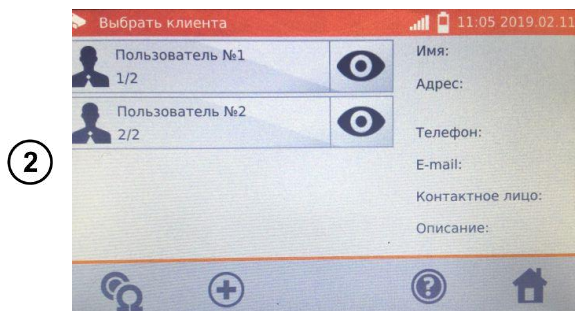 Выбрать клиента
11:05 2019.02.11
Пользователь №1
1/2
Пользователь №2
2/2
Имя:
Адрес:
Телефон:
E-mail:
Контактное лицо:
Описание:
2